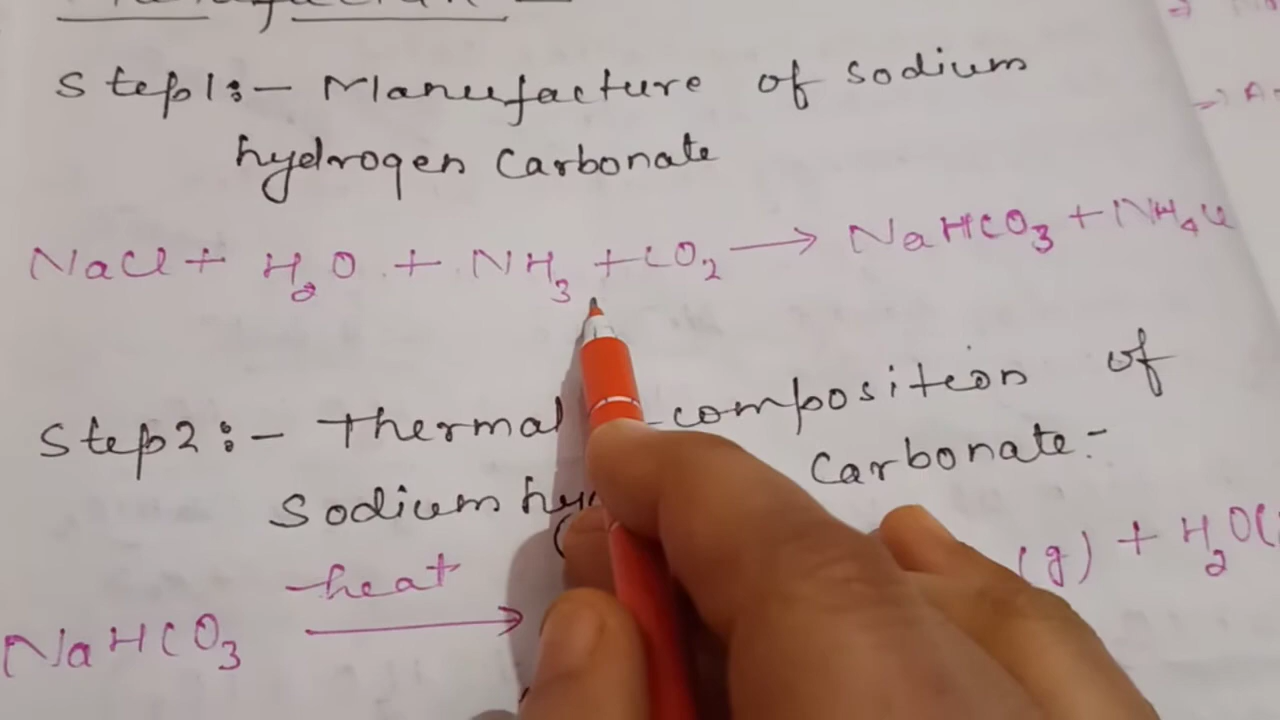 Step1:- Manufacture of sodium
hydrogen Carbonate
NaCl + H2O + NH3 + CO2 → NaHCO3 + NH4Cl
Step2:- Thermal composition of
Sodium hy Carbonate:-
heat
NaHCO3 → (g) + H2O(